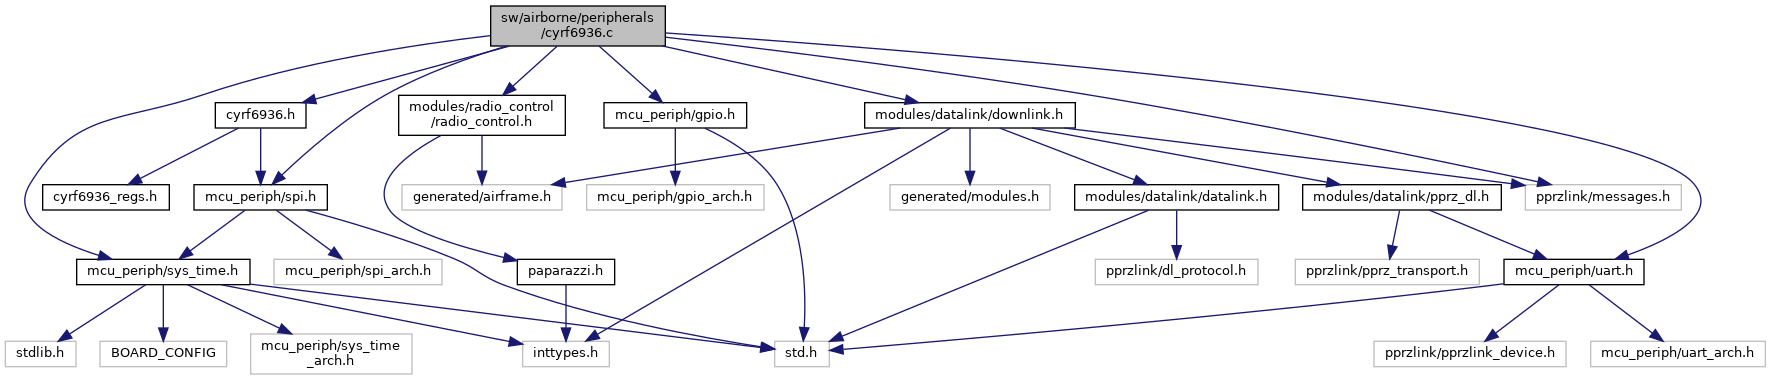 sw/airborne/peripherals
/cyrf6936.c
cyrf6936.h
modules/radio_control
/radio_control.h
mcu_periph/gpio.h
modules/datalink/downlink.h
cyrf6936_regs.h
mcu_periph/spi.h
generated/airframe.h
mcu_periph/gpio_arch.h
generated/modules.h
modules/datalink/datalink.h
modules/datalink/pprz_dl.h
pprzlink/messages.h
mcu_periph/sys_time.h
mcu_periph/spi_arch.h
paparazzi.h
pprzlink/dl_protocol.h
pprzlink/pprz_transport.h
mcu_periph/uart.h
stdlib.h
BOARD_CONFIG
mcu_periph/sys_time
_arch.h
inttypes.h
std.h
pprzlink/pprzlink_device.h
mcu_periph/uart_arch.h